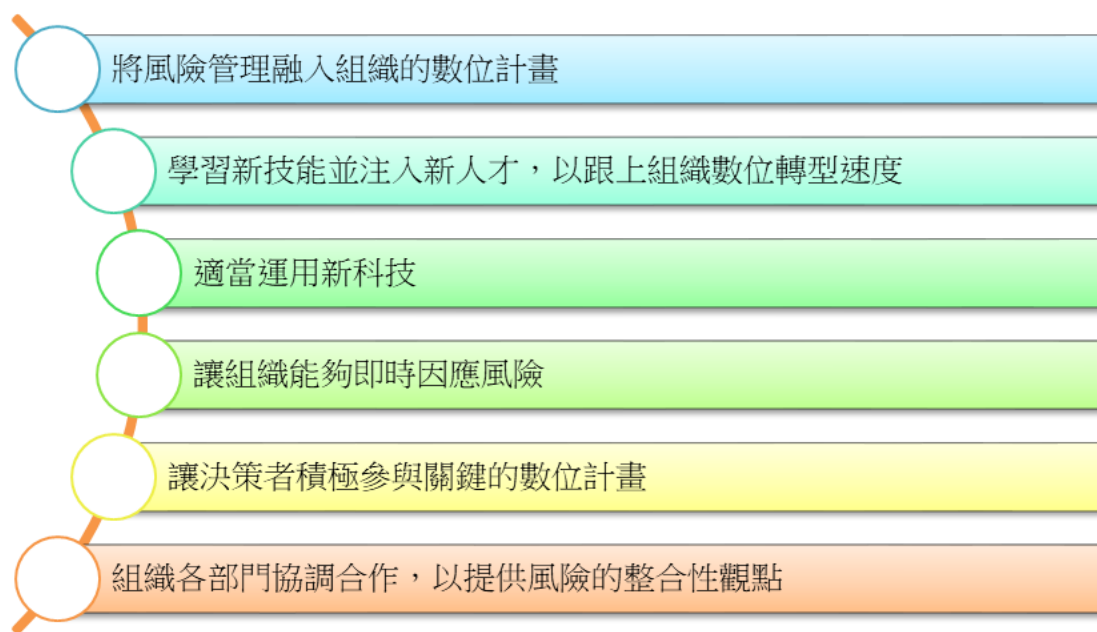 將風險管理融入組織的數位計畫
學習新技能並注入新人才，以跟上組織數位轉型速度
適當運用新科技
讓組織能夠即時因應風險
讓決策者積極參與關鍵的數位計畫
組織各部門協調合作，以提供風險的整合性觀點